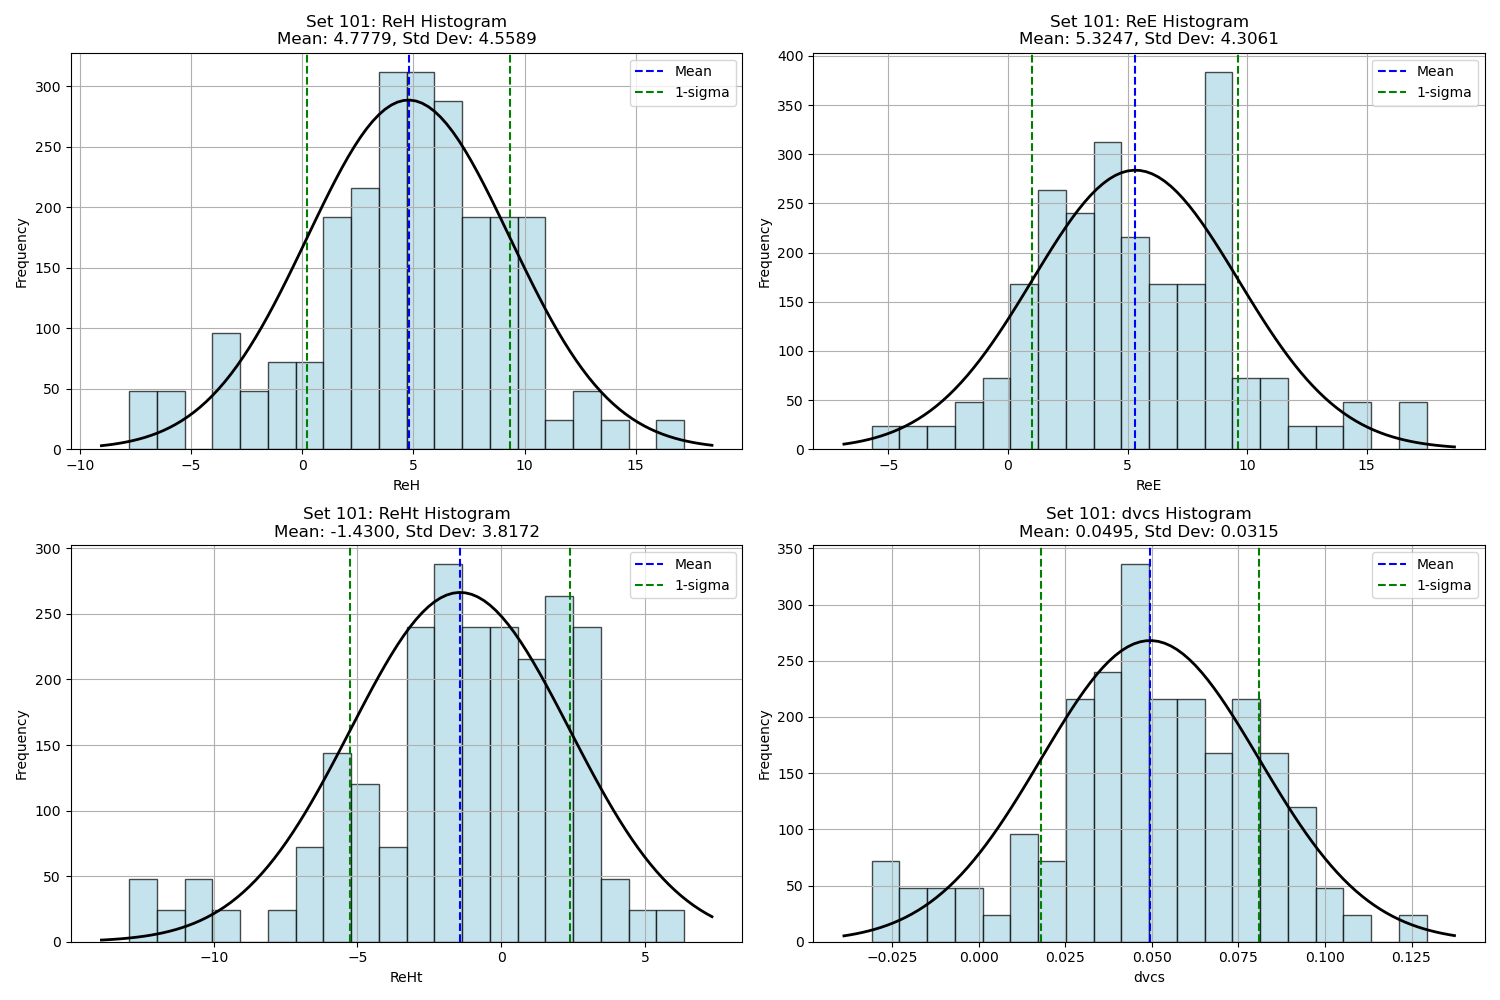 Set 101: ReH Histogram
Mean: 4.7779, Std Dev: 4.5589
Mean
1-sigma
Frequency
300
250
200
150
100
50
0
−10
−5
0
5
10
15
ReH
Set 101: ReE Histogram
Mean: 5.3247, Std Dev: 4.3061
Mean
1-sigma
Frequency
400
350
300
250
200
150
100
50
0
−5
0
5
10
15
ReE
Set 101: ReHt Histogram
Mean: -1.4300, Std Dev: 3.8172
Mean
1-sigma
Frequency
300
250
200
150
100
50
0
−10
−5
0
5
ReHt
Set 101: dvcs Histogram
Mean: 0.0495, Std Dev: 0.0315
Mean
1-sigma
Frequency
350
300
250
200
150
100
50
0
−0.025
0.000
0.025
0.050
0.075
0.100
0.125
dvcs